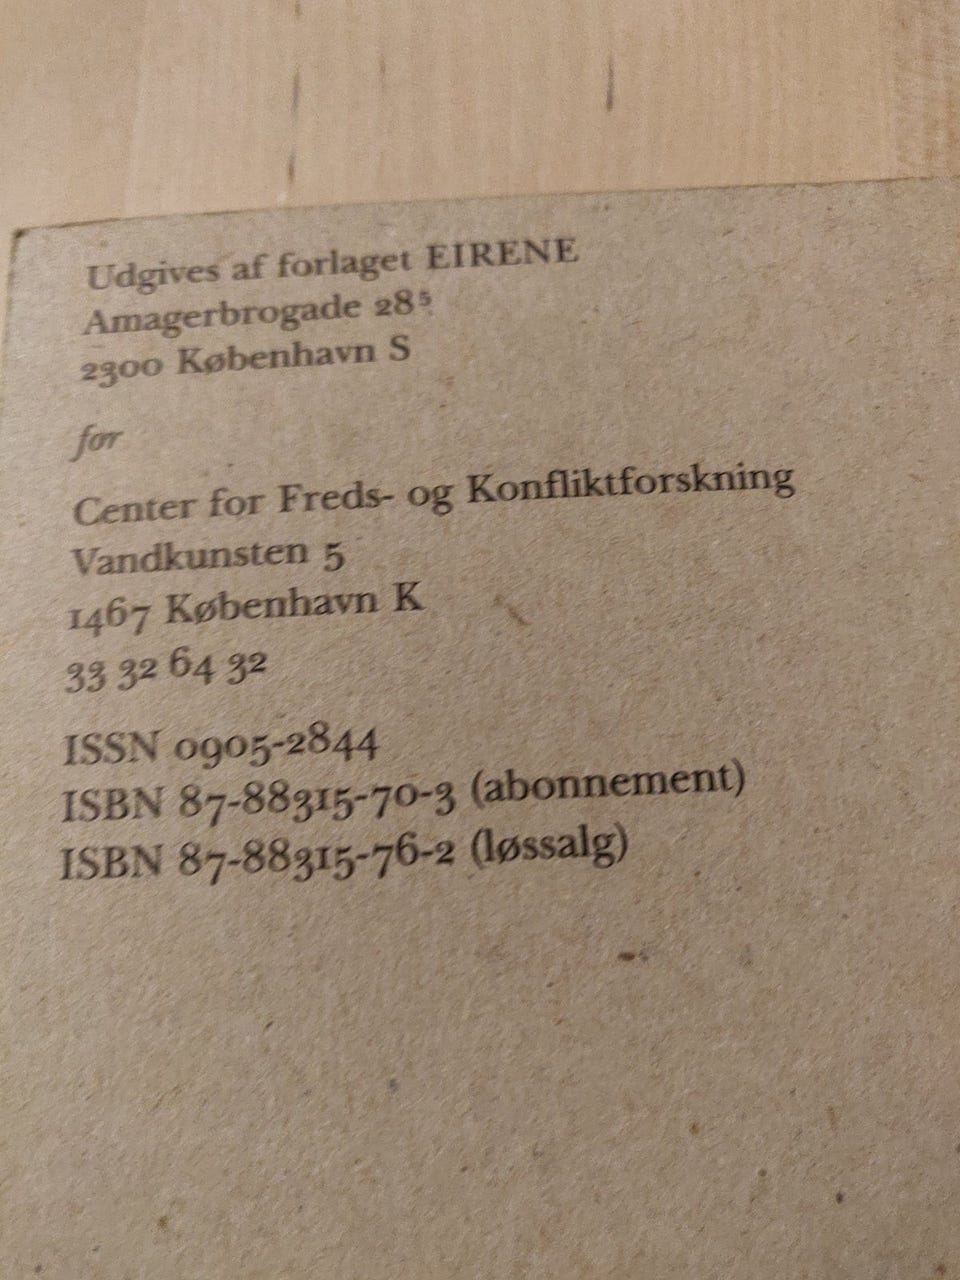 Udgives af forlaget EIRENE
Amagerbrogade 28⁵
2300 København S
for
Center for Freds- og Konfliktforskning
Vandkunsten 5
1467 København K
33 32 64 32
ISSN 0905-2844
ISBN 87-88315-70-3 (abonnement)
ISBN 87-88315-76-2 (løssalg)